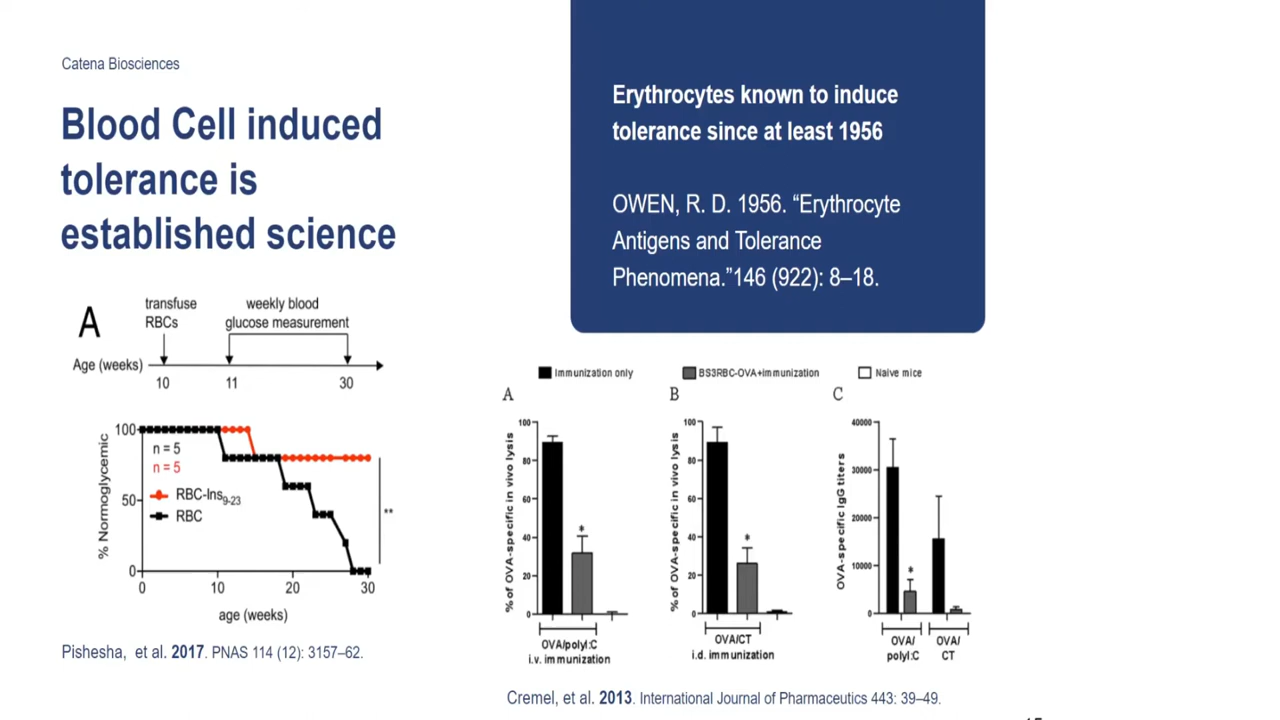 Catena Biosciences
Blood Cell induced
tolerance is
established science
Erythrocytes known to induce
tolerance since at least 1956
OWEN, R. D. 1956. “Erythrocyte
Antigens and Tolerance
Phenomena.”146 (922): 8–18.
A
transfuse
RBCs
weekly blood
glucose measurement
Age (weeks)
10
11
30
% Normoglycemic
100
50
0
n = 5
n = 5
RBC-Ins9-23
RBC
**
0
10
20
30
age (weeks)
Pishesha, et al. 2017. PNAS 114 (12): 3157–62.
Immunization only
BS3RBC-OVA+immunization
Naive mice
A
% of OVA-specific in vivo lysis
100
80
60
40
20
0
*
OVA/polyI:C
i.v. immunization
B
% of OVA-specific in vivo lysis
100
80
60
40
20
0
*
OVA/CT
i.d. immunization
C
OVA-specific IgG titers
40000
30000
20000
10000
0
*
OVA/
polyI:C
OVA/
CT
Cremel, et al. 2013. International Journal of Pharmaceutics 443: 39–49.